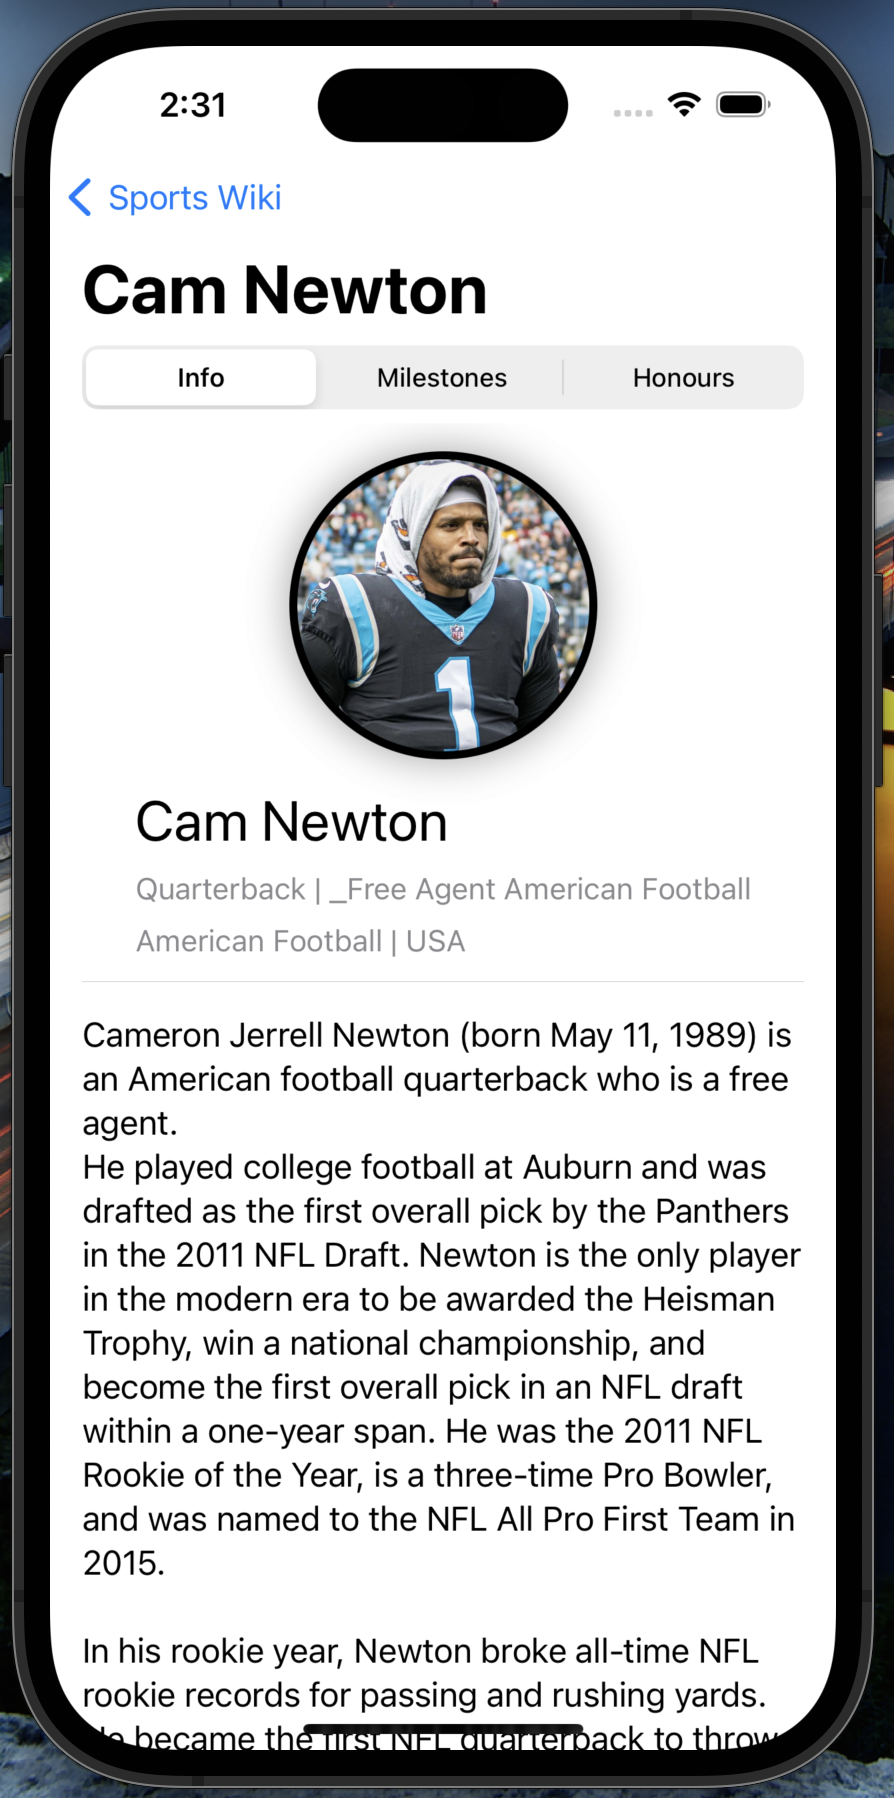 2:31
Sports Wiki
Cam Newton
Info Milestones Honours
1
Cam Newton
Quarterback | _Free Agent American Football
American Football | USA
Cameron Jerrell Newton (born May 11, 1989) is
an American football quarterback who is a free
agent.
He played college football at Auburn and was
drafted as the first overall pick by the Panthers
in the 2011 NFL Draft. Newton is the only player
in the modern era to be awarded the Heisman
Trophy, win a national championship, and
become the first overall pick in an NFL draft
within a one-year span. He was the 2011 NFL
Rookie of the Year, is a three-time Pro Bowler,
and was named to the NFL All Pro First Team in
2015.
In his rookie year, Newton broke all-time NFL
rookie records for passing and rushing yards.
He became the first NFL quarterback to throw